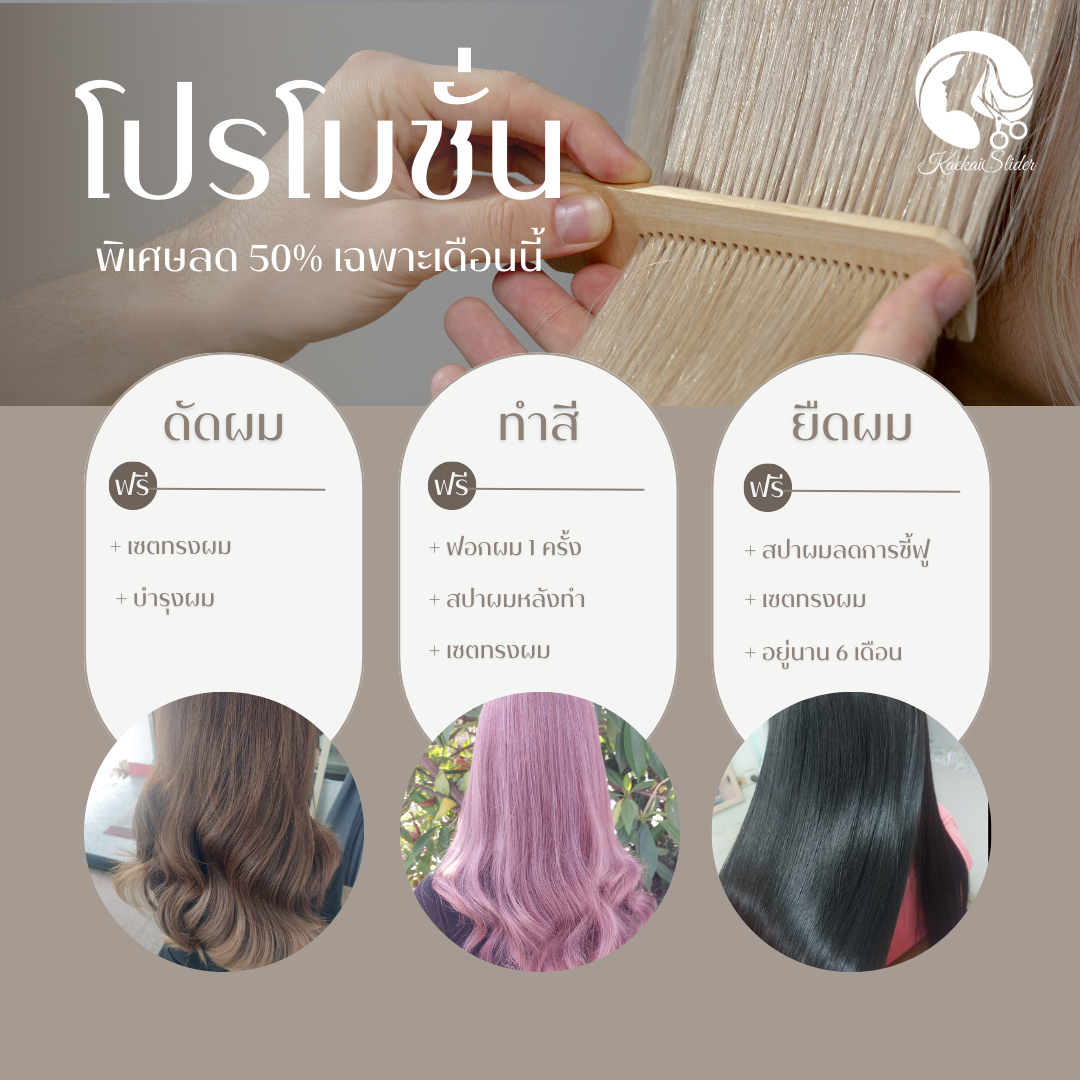 โปรโมชั่น
พิเศษลด 50% เฉพาะเดือนนี้
KaekaiSlider
ดัดผม
ฟรี
+ เซตทรงผม
+ บำรุงผม
ทำสี
ฟรี
+ ฟอกผม 1 ครั้ง
+ สปาผมหลังทำ
+ เซตทรงผม
ยืดผม
ฟรี
+ สปาผมลดการชี้ฟู
+ เซตทรงผม
+ อยู่นาน 6 เดือน